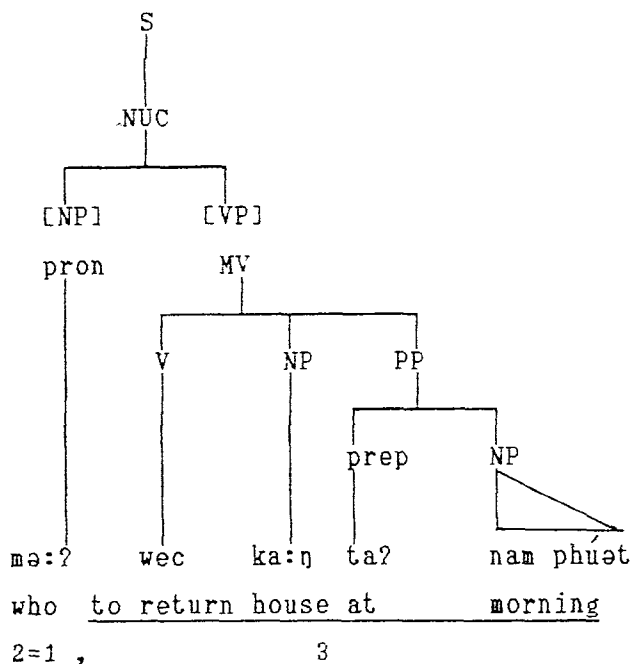 S
NUC
[NP] [VP]
pron MV
V NP PP
prep NP
mə:ʔ wec ka:ŋ taʔ nam phúət
who to return house at morning
2=1 , 3